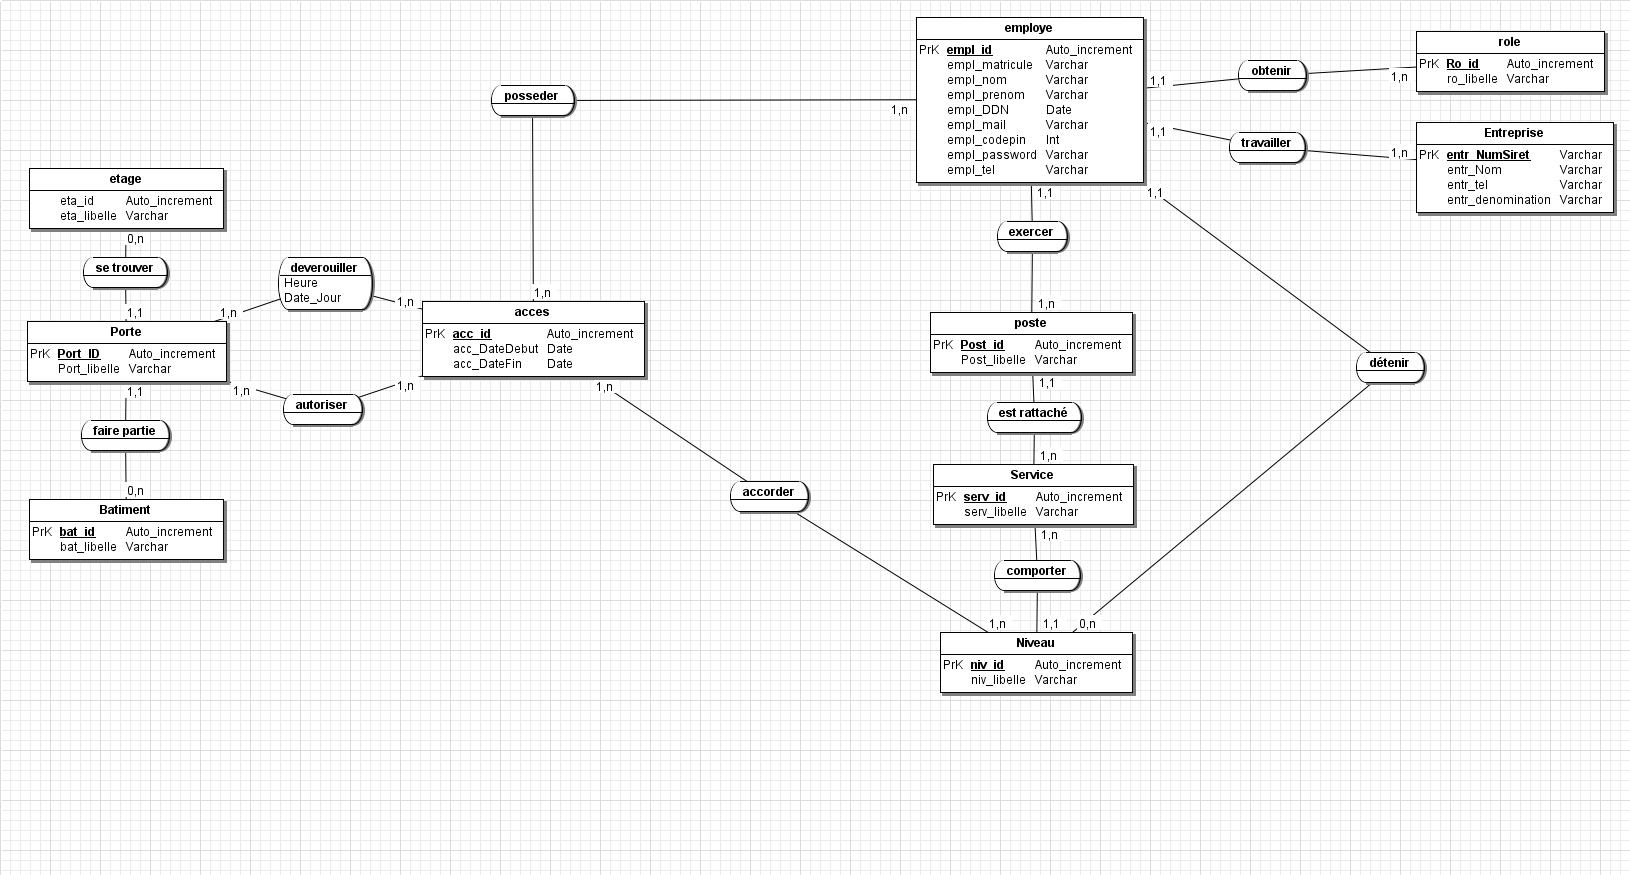 employe
PrK empl_id Auto_increment
empl_matricule Varchar
empl_nom Varchar
empl_prenom Varchar
empl_DDN Date
empl_mail Varchar
empl_codepin Int
empl_password Varchar
empl_tel Varchar
role
PrK Ro_id Auto_increment
ro_libelle Varchar
1,1
obtenir
1,n
posseder
1,n
1,n
1,1
travailler
1,n
Entreprise
PrK entr_NumSiret Varchar
entr_Nom Varchar
entr_tel Varchar
entr_denomination Varchar
etage
eta_id Auto_increment
eta_libelle Varchar
0,n
se trouver
1,1
Porte
PrK Port_ID Auto_increment
Port_libelle Varchar
1,n
deverouiller
Heure
Date_Jour
1,n
acces
PrK acc_id Auto_increment
acc_DateDebut Date
acc_DateFin Date
1,n
autoriser
1,n
1,1
faire partie
0,n
Batiment
PrK bat_id Auto_increment
bat_libelle Varchar
1,1
exercer
1,n
poste
PrK Post_id Auto_increment
Post_libelle Varchar
1,1
est rattaché
1,n
Service
PrK serv_id Auto_increment
serv_libelle Varchar
1,n
comporter
1,1
1,1
détenir
0,n
1,n
accorder
1,n
Niveau
PrK niv_id Auto_increment
niv_libelle Varchar